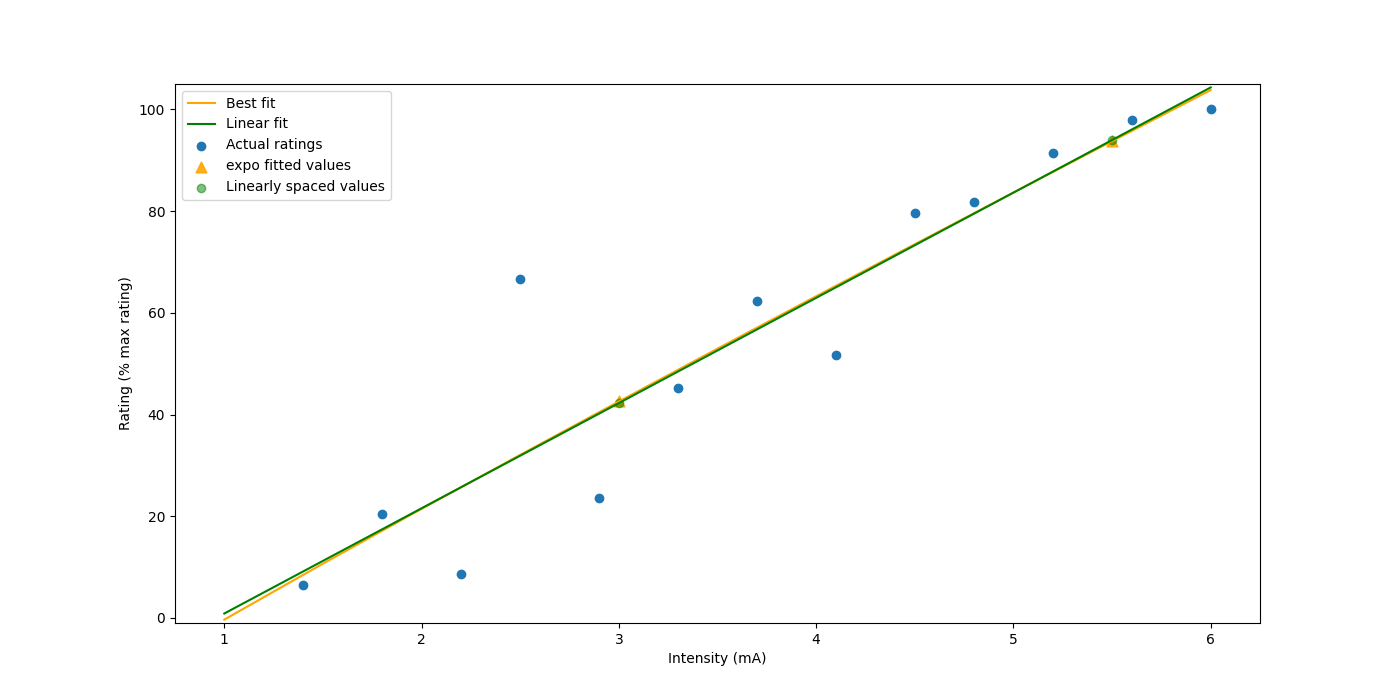 Best fit
Linear fit
Actual ratings
expo fitted values
Linearly spaced values
100
80
60
40
20
0
Rating (% max rating)
1 2 3 4 5 6
Intensity (mA)